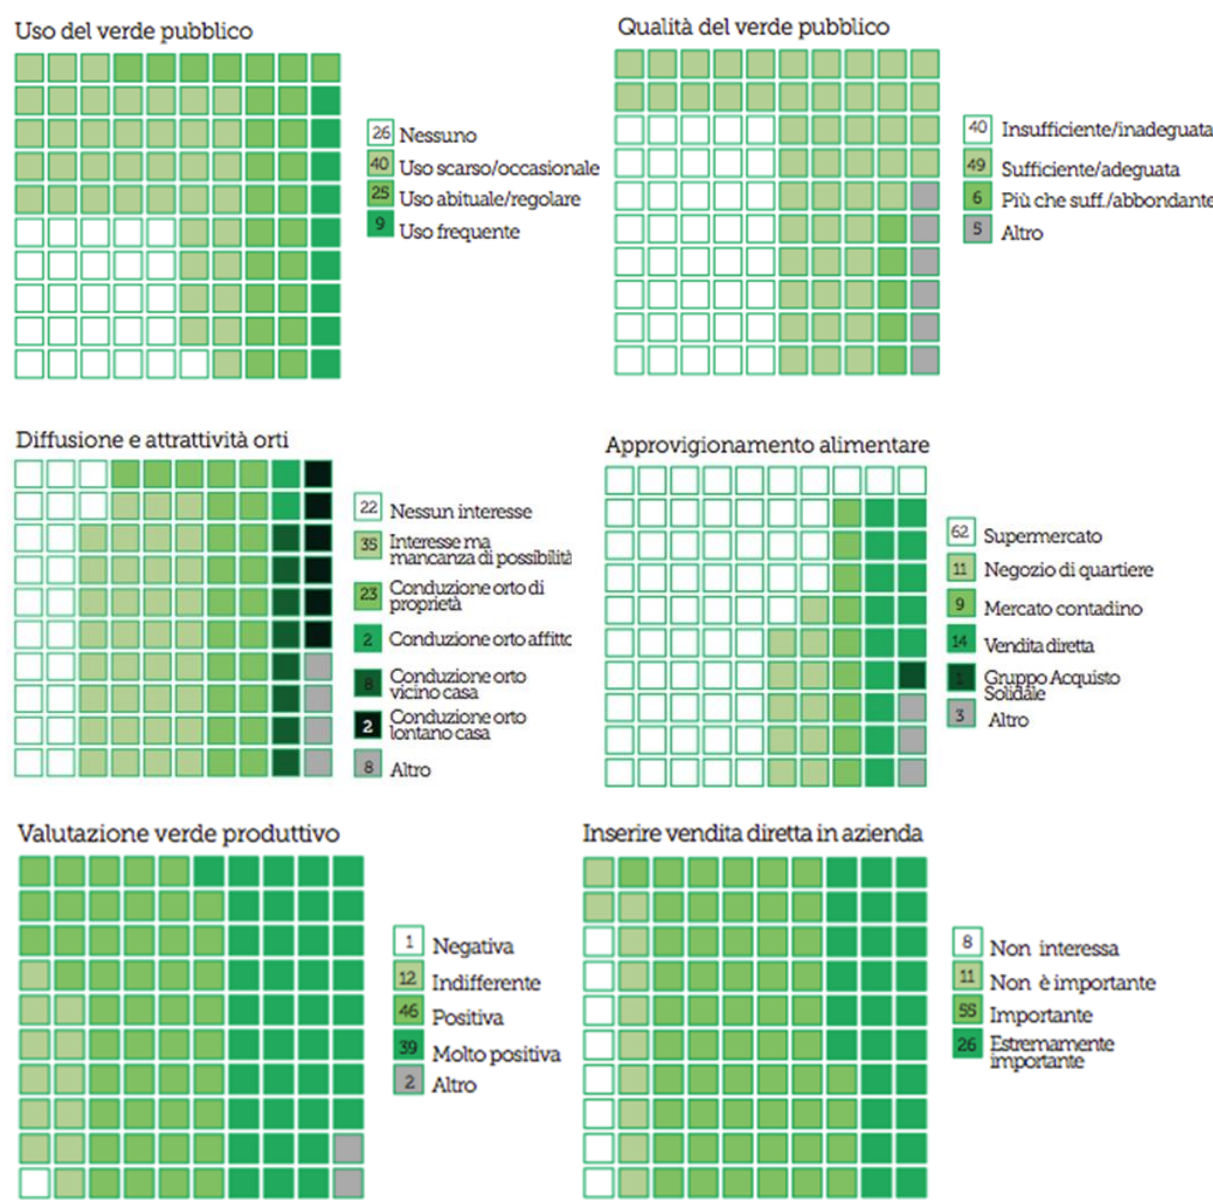 Uso del verde pubblico
26 Nessuno
40 Uso scarso/occasionale
25 Uso abituale/regolare
9 Uso frequente
Qualità del verde pubblico
40 Insufficiente/inadeguata
49 Sufficiente/adeguata
6 Più che suff./abbondante
5 Altro
Diffusione e attrattività orti
22 Nessun interesse
35 Interesse ma
mancanza di possibilità
23 Conduzione orto di
proprietà
2 Conduzione orto affitto
8 Conduzione orto
vicino casa
2 Conduzione orto
lontano casa
8 Altro
Approvigionamento alimentare
62 Supermercato
11 Negozio di quartiere
9 Mercato contadino
14 Vendita diretta
1 Gruppo Acquisto
Solidale
3 Altro
Valutazione verde produttivo
1 Negativa
12 Indifferente
46 Positiva
39 Molto positiva
2 Altro
Inserire vendita diretta in azienda
8 Non interessa
11 Non è importante
55 Importante
26 Estremamente
importante